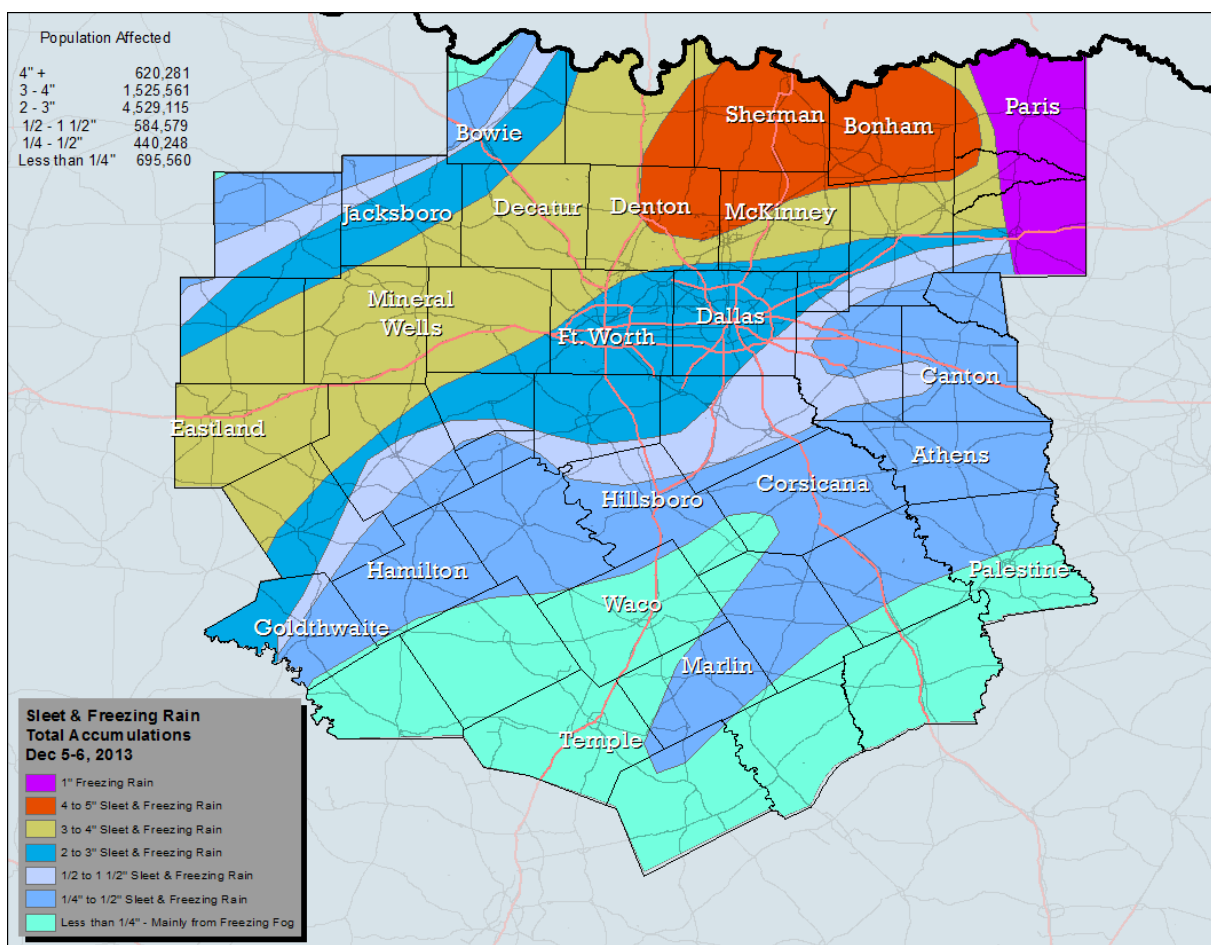 Population Affected
4" + 620,281
3 - 4" 1,525,561
2 - 3" 4,529,115
1/2 - 1 1/2" 584,579
1/4 - 1/2" 440,248
Less than 1/4" 695,560
Sherman
Paris
Bonham
Bowie
Jacksboro
Decatur
Denton
McKinney
Mineral
Wells
Ft. Worth
Dallas
Canton
Eastland
Athens
Corsicana
Hillsboro
Hamilton
Palestine
Waco
Goldthwaite
Marlin
Temple
Sleet & Freezing Rain
Total Accumulations
Dec 5-6, 2013
1" Freezing Rain
4 to 5" Sleet & Freezing Rain
3 to 4" Sleet & Freezing Rain
2 to 3" Sleet & Freezing Rain
1/2 to 1 1/2" Sleet & Freezing Rain
1/4" to 1/2" Sleet & Freezing Rain
Less than 1/4" - Mainly from Freezing Fog